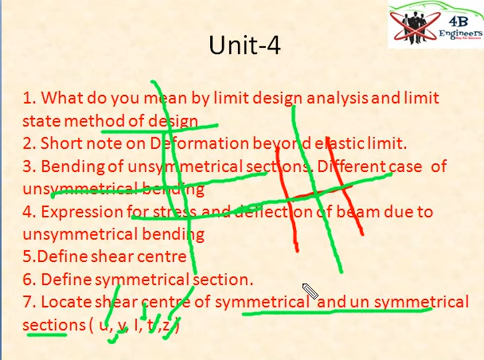 4B
Engineers
Unit-4
1. What do you mean by limit design analysis and limit
state method of design
2. Short note on Deformation beyond elastic limit.
3. Bending of unsymmetrical sections. Different case of
unsymmetrical bending
4. Expression for stress and deflection of beam due to
unsymmetrical bending
5.Define shear centre
6. Define symmetrical section.
7. Locate shear centre of symmetrical and un symmetrical
sections ( u, v, I, t, z )